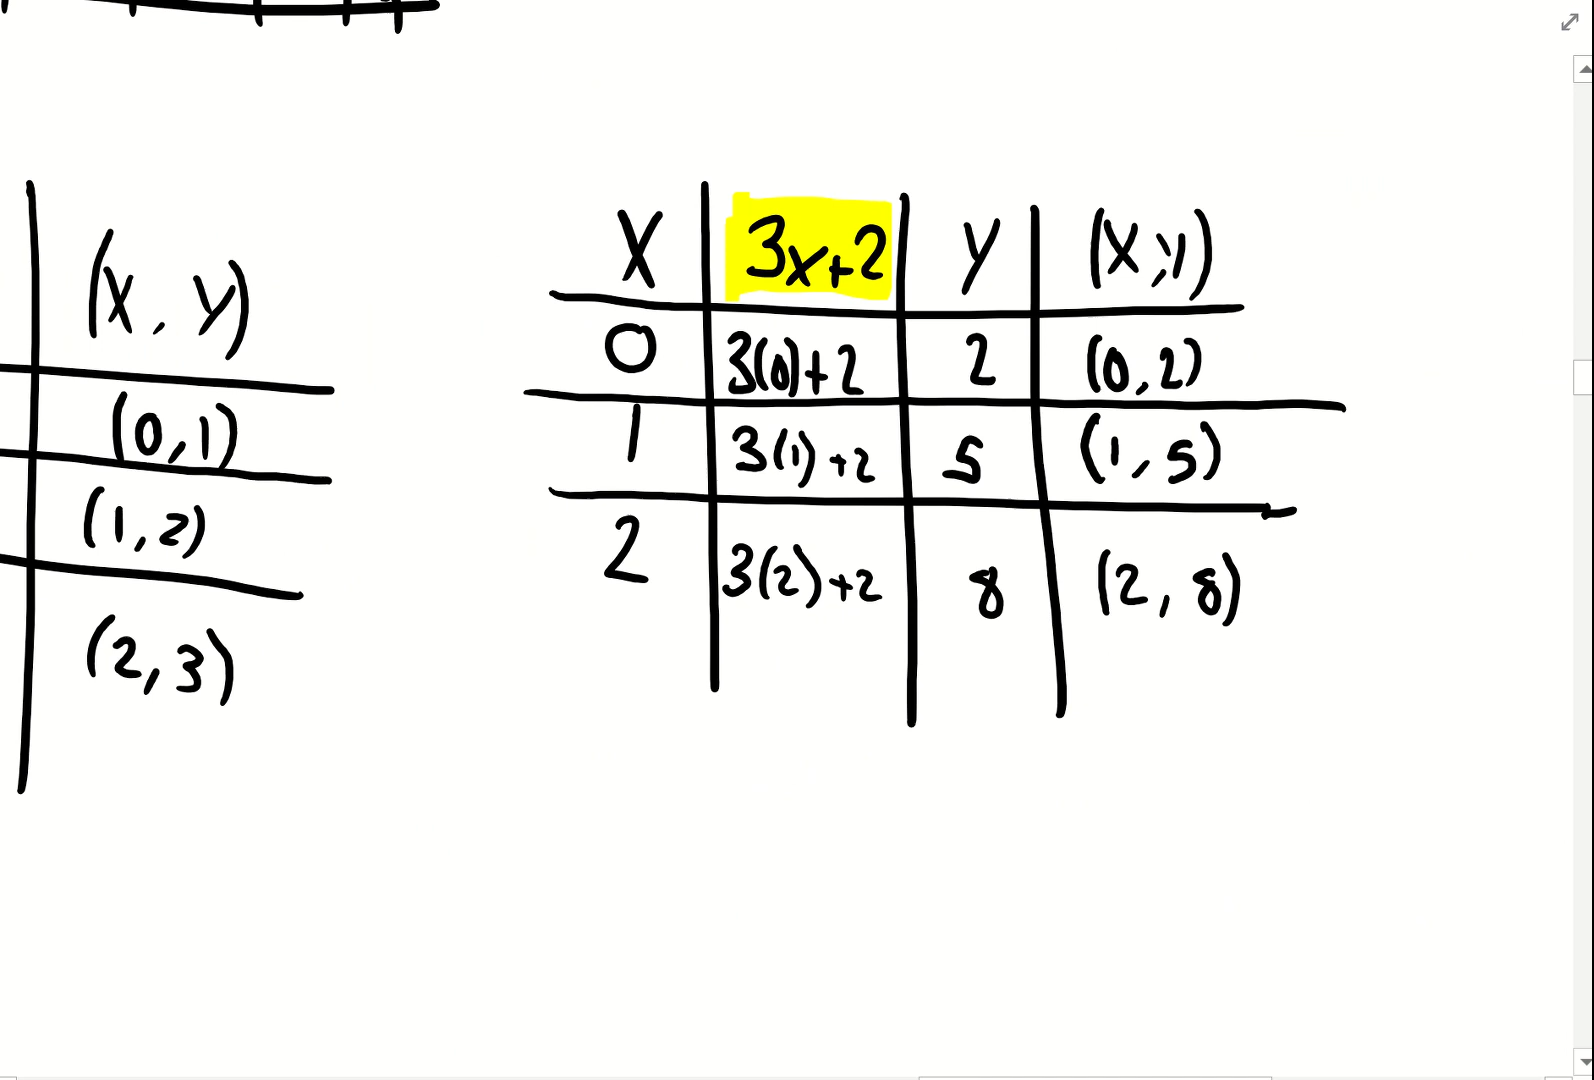 (X, Y)
(0, 1)
(1, 2)
(2, 3)
X 3x+2 y (X, y)
0 3(0)+2 2 (0, 2)
1 3(1)+2 5 (1, 5)
2 3(2)+2 8 (2, 8)